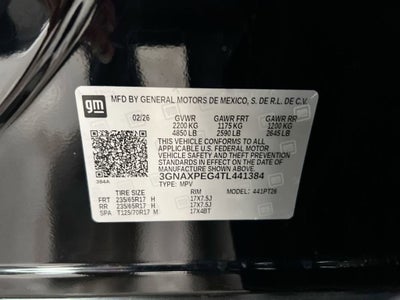 gm
MFD BY GENERAL MOTORS DE MEXICO, S. DE R.L. DE C.V.
02/26 GVWR GAWR FRT GAWR RR
2200 KG 1175 KG 1200 KG
4850 LB 2590 LB 2645 LB
THIS VEHICLE CONFORMS TO ALL
APPLICABLE U.S. FEDERAL MOTOR
VEHICLE SAFETY AND THEFT PREVENTION
STANDARDS IN EFFECT ON THE DATE OF
MANUFACTURE SHOWN ABOVE.
384A 3GNAXPEG4TL441384
TYPE: MPV MODEL: 441PT26
TIRE SIZE RIM
FRT 235/65R17 H 17X7.5J
RR 235/65R17 H 17X7.5J
SPA T125/70R17 M 17X4BT